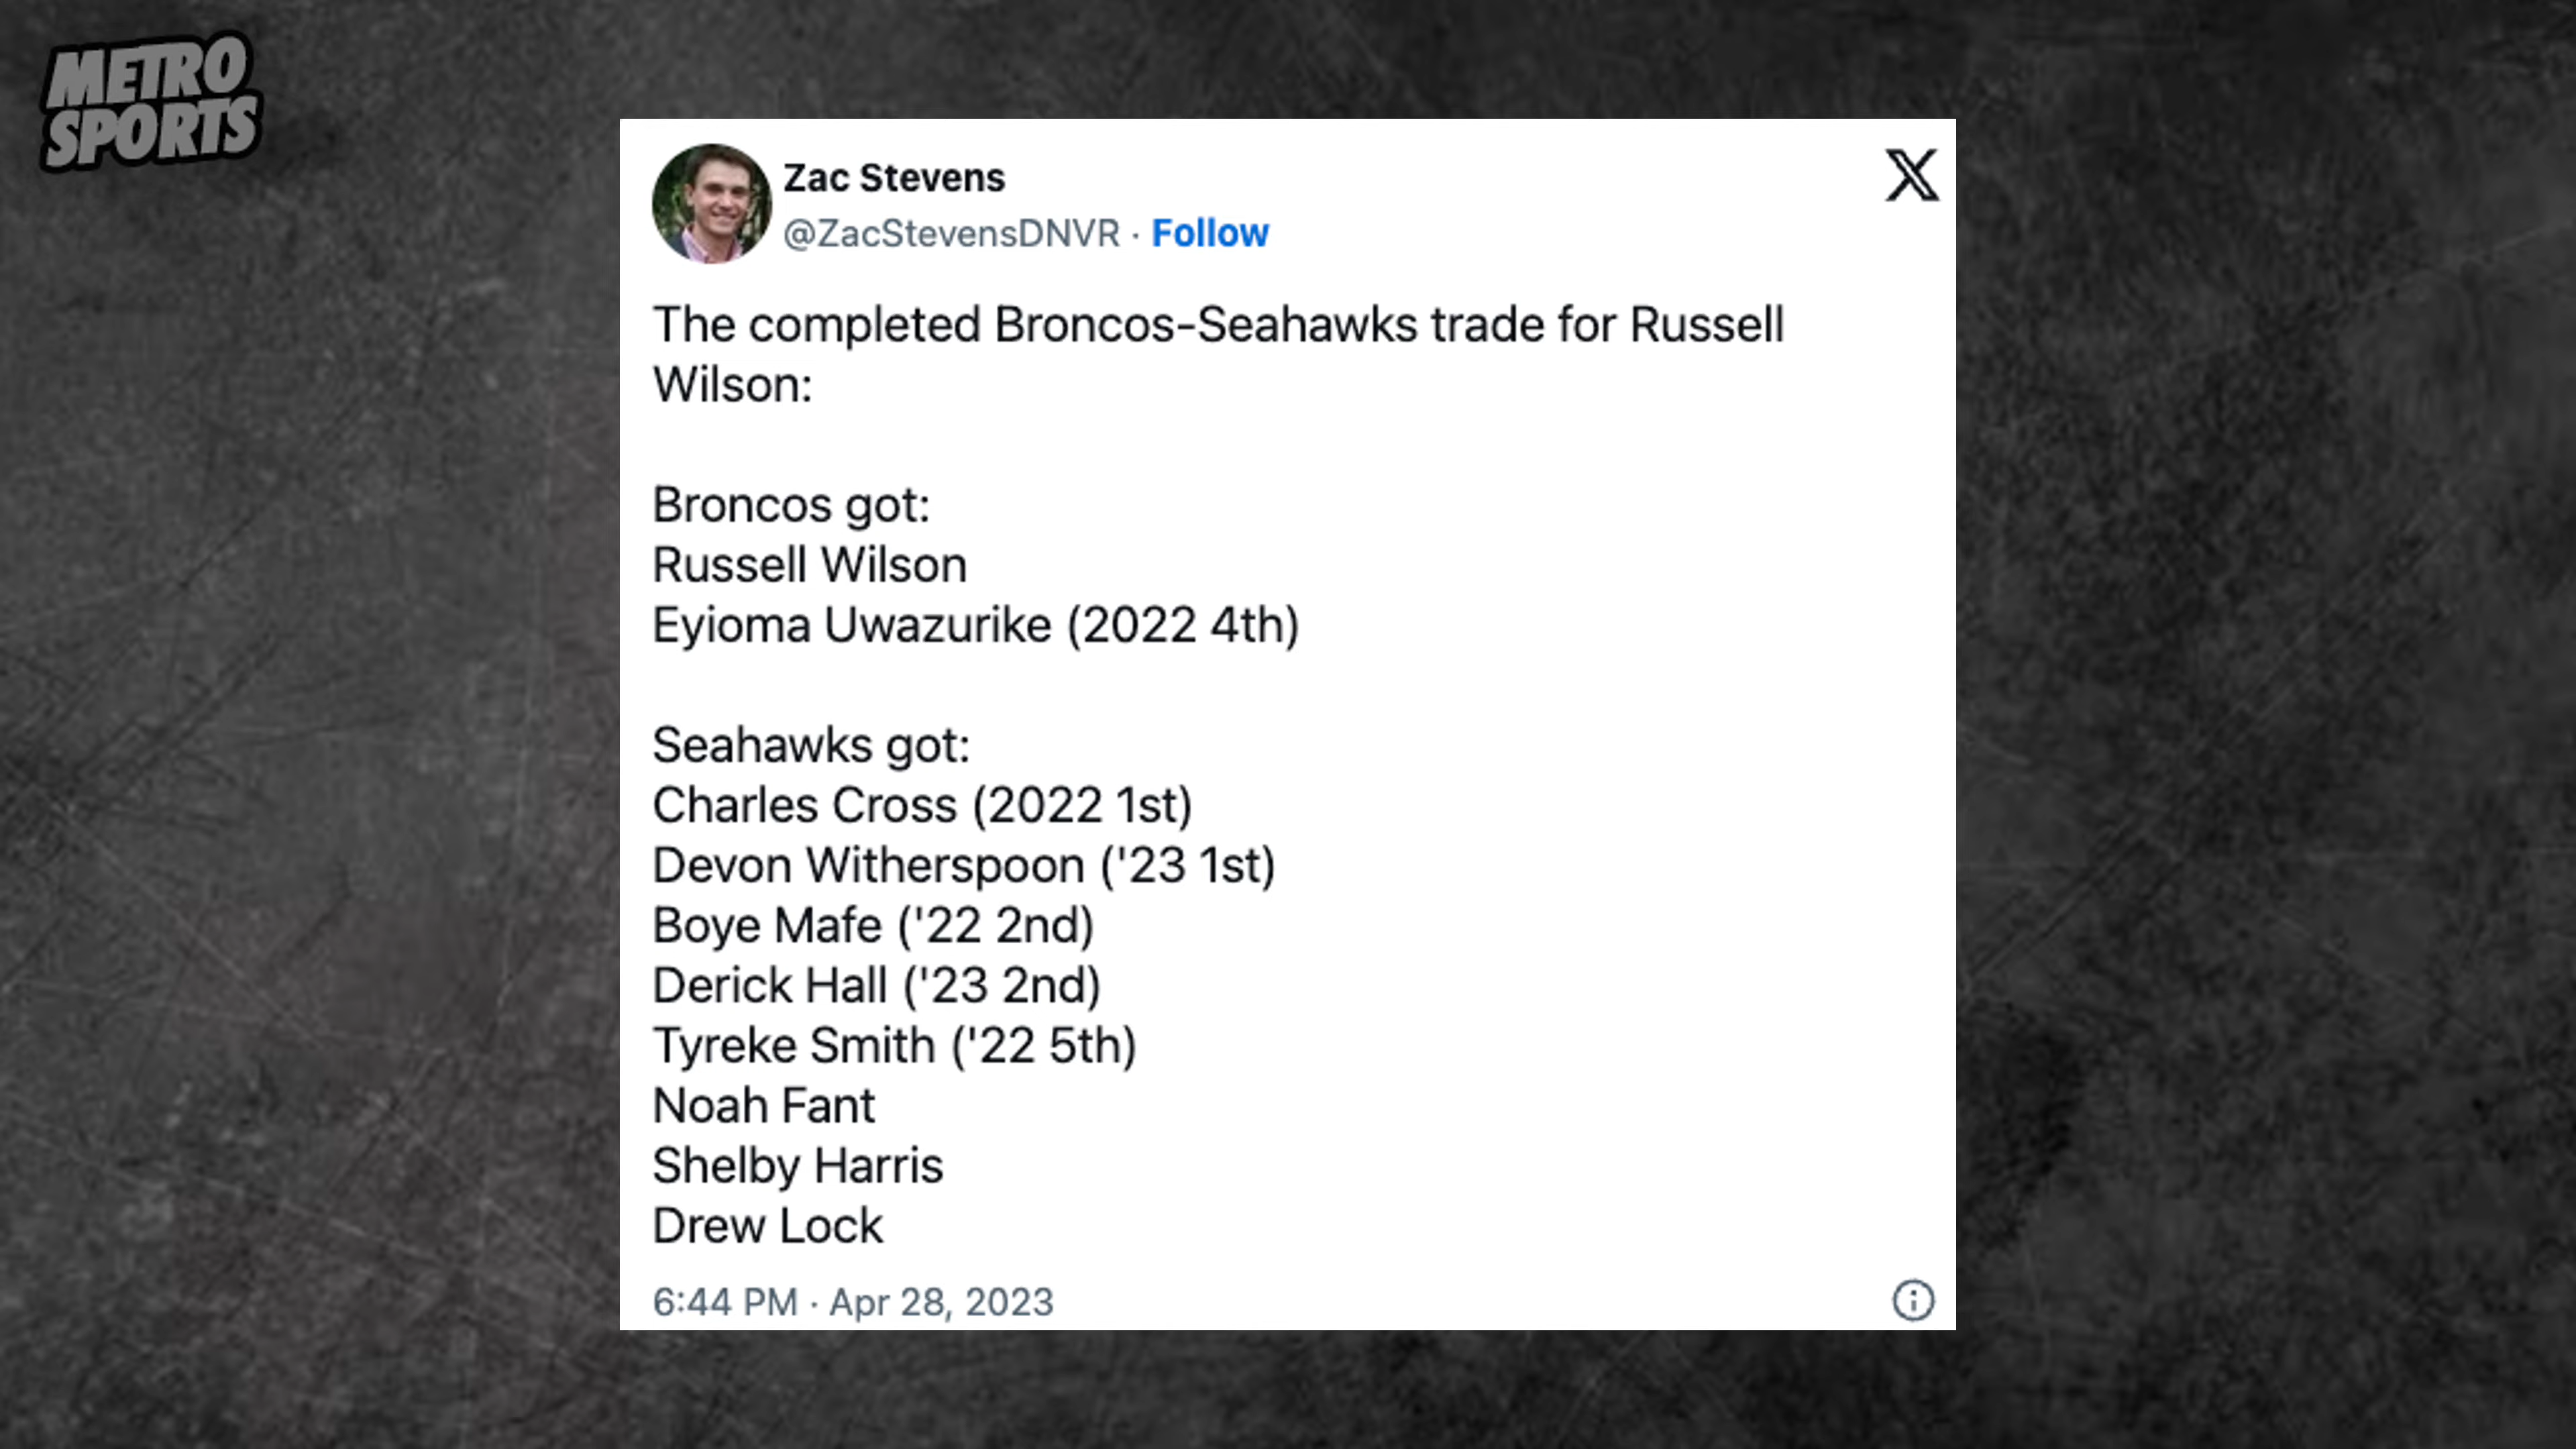 METRO
SPORTS
Zac Stevens
@ZacStevensDNVR · Follow
The completed Broncos-Seahawks trade for Russell
Wilson:
Broncos got:
Russell Wilson
Eyioma Uwazurike (2022 4th)
Seahawks got:
Charles Cross (2022 1st)
Devon Witherspoon ('23 1st)
Boye Mafe ('22 2nd)
Derick Hall ('23 2nd)
Tyreke Smith ('22 5th)
Noah Fant
Shelby Harris
Drew Lock
6:44 PM · Apr 28, 2023